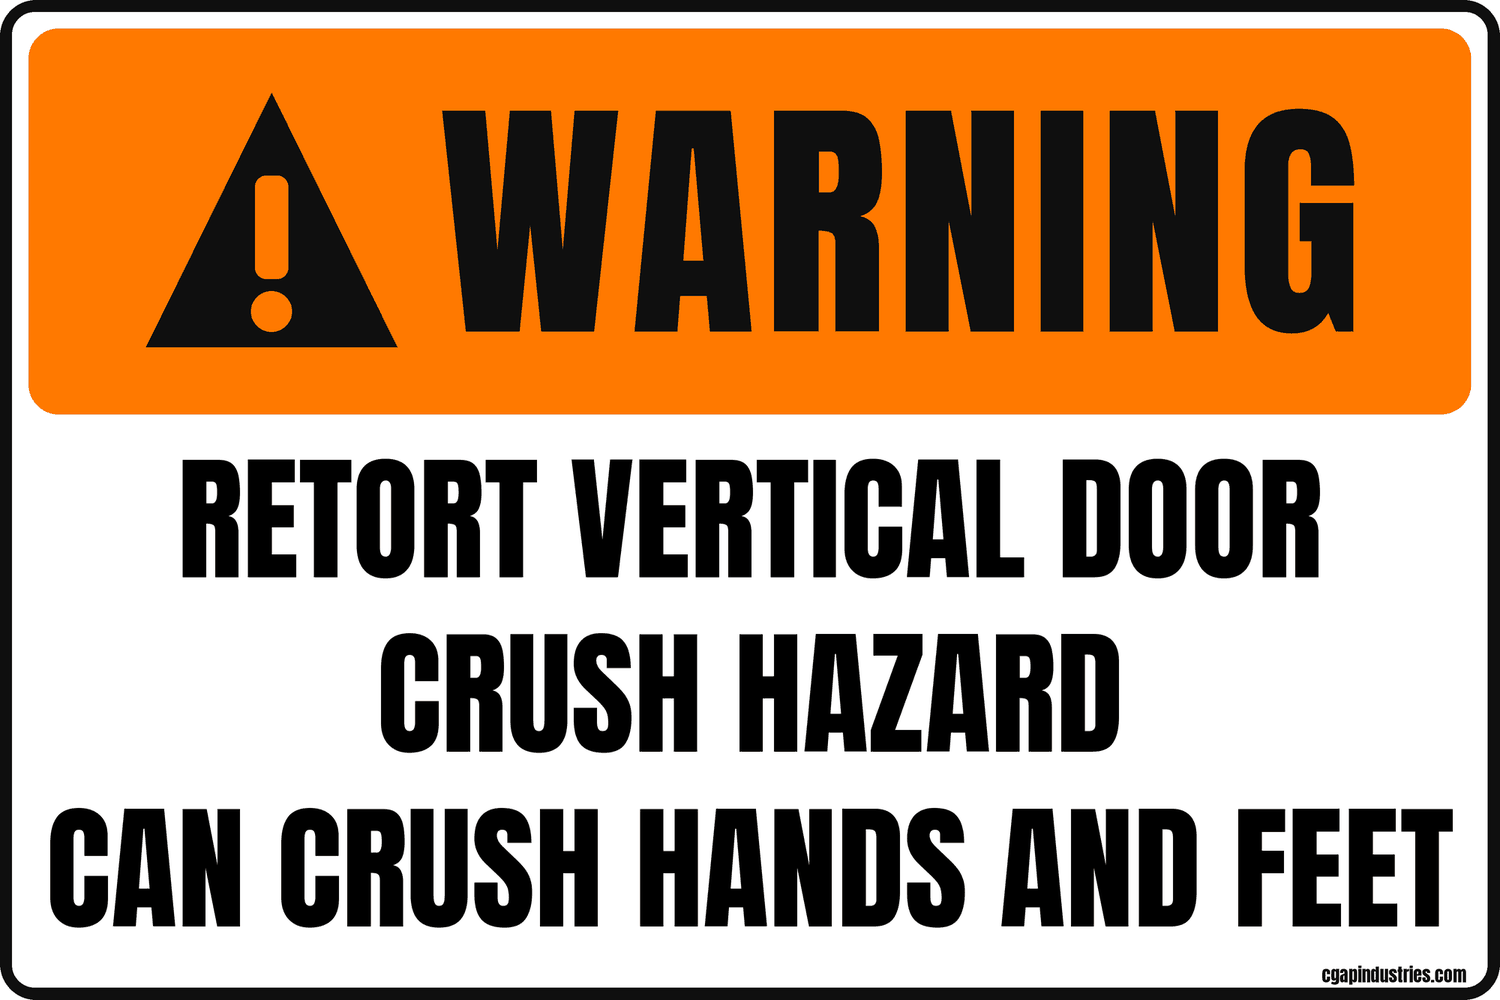 WARNING
RETORT VERTICAL DOOR
CRUSH HAZARD
CAN CRUSH HANDS AND FEET
cgapindustries.com